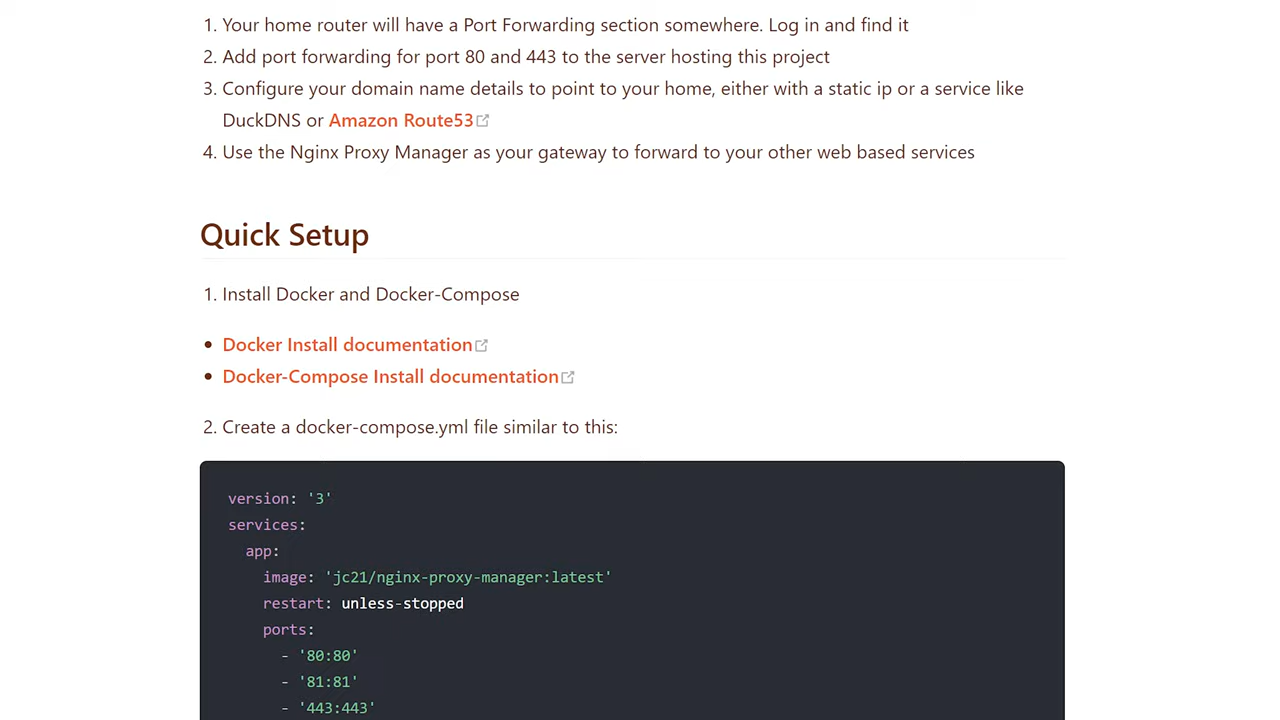 1. Your home router will have a Port Forwarding section somewhere. Log in and find it
2. Add port forwarding for port 80 and 443 to the server hosting this project
3. Configure your domain name details to point to your home, either with a static ip or a service like
DuckDNS or Amazon Route53
4. Use the Nginx Proxy Manager as your gateway to forward to your other web based services
Quick Setup
1. Install Docker and Docker-Compose
• Docker Install documentation
• Docker-Compose Install documentation
2. Create a docker-compose.yml file similar to this:
version: '3'
services:
  app:
    image: 'jc21/nginx-proxy-manager:latest'
    restart: unless-stopped
    ports:
      - '80:80'
      - '81:81'
      - '443:443'